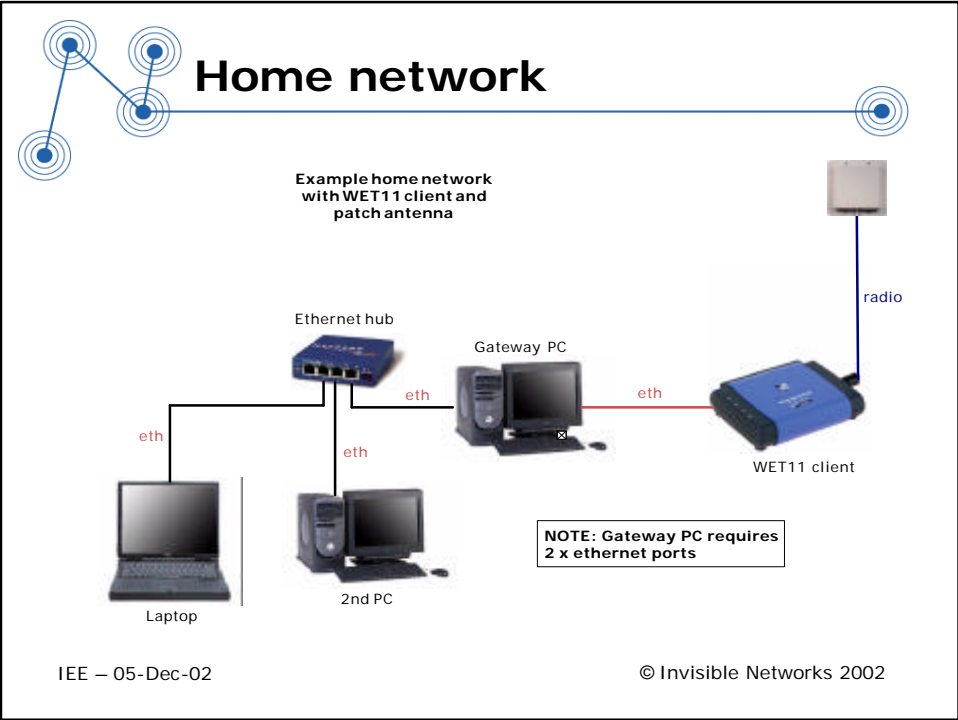 Home network
Example home network
with WET11 client and
patch antenna
radio
Ethernet hub
Gateway PC
eth
eth
eth
eth
WET11 client
NOTE: Gateway PC requires
2 x ethernet ports
2nd PC
Laptop
IEE – 05-Dec-02
© Invisible Networks 2002